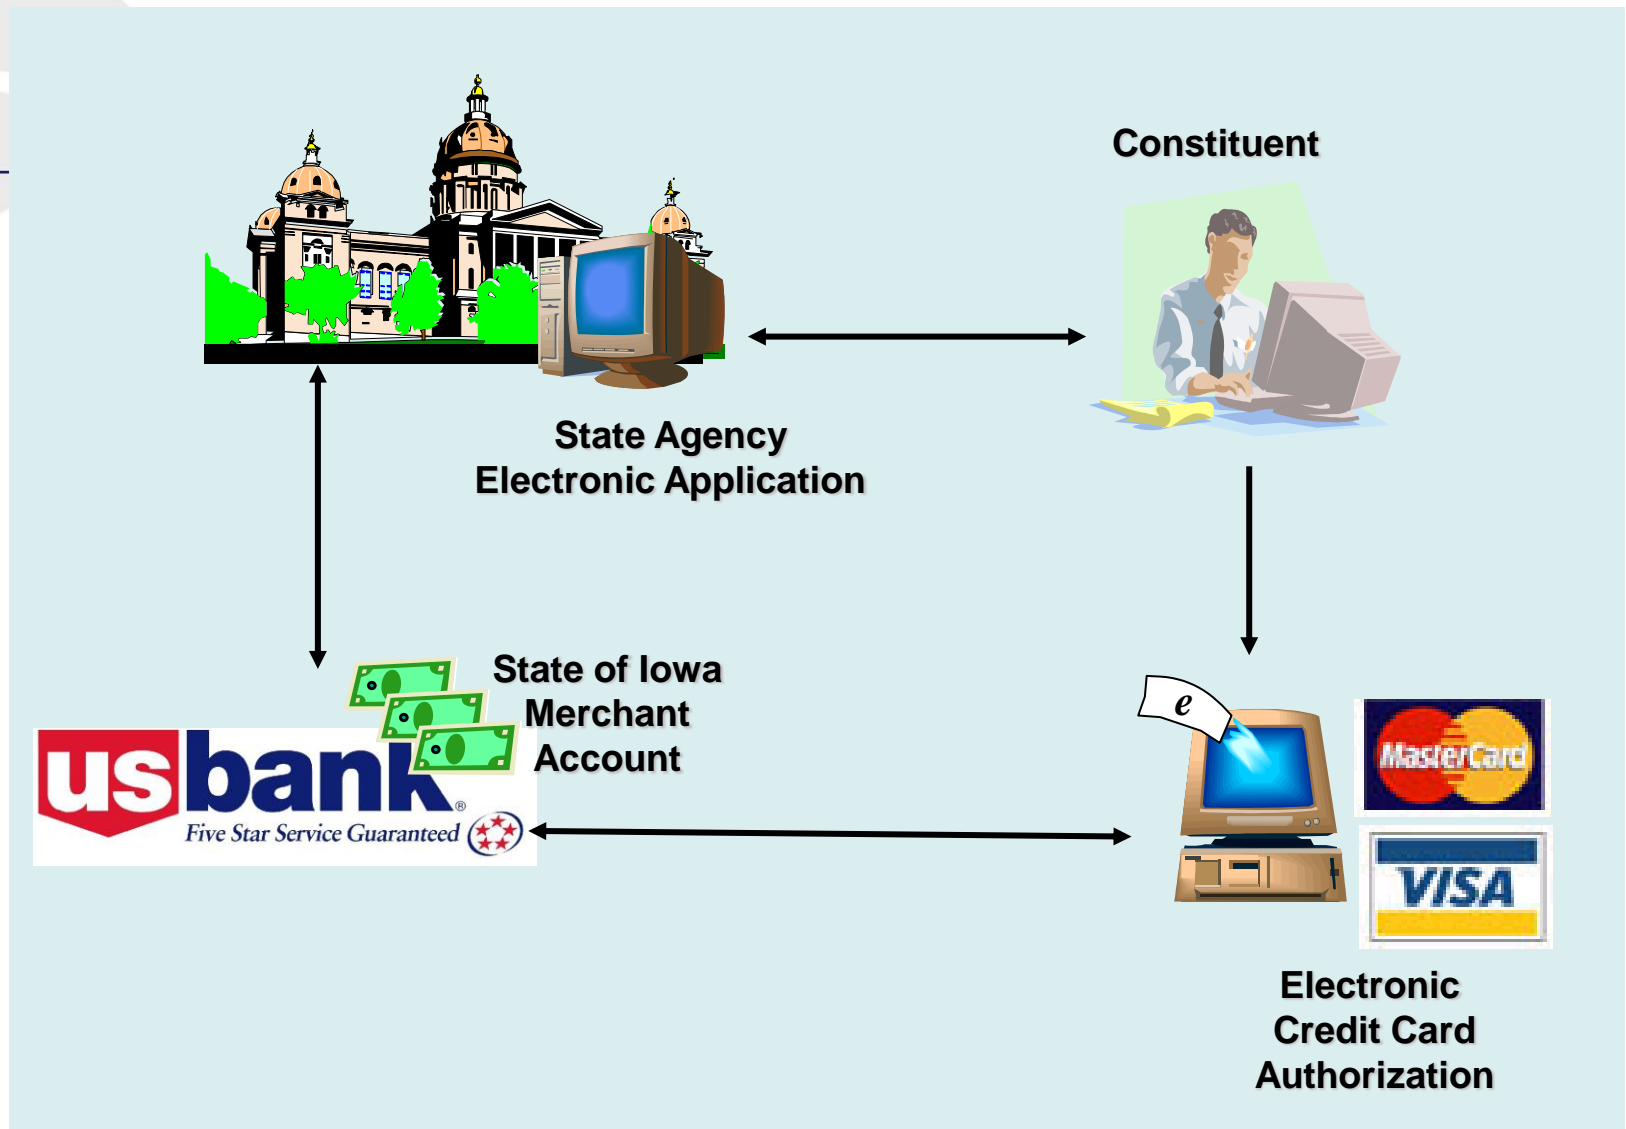 Constituent
State Agency
Electronic Application
State of Iowa
Merchant
Account
usbank®
Five Star Service Guaranteed
e
MasterCard
VISA
Electronic
Credit Card
Authorization